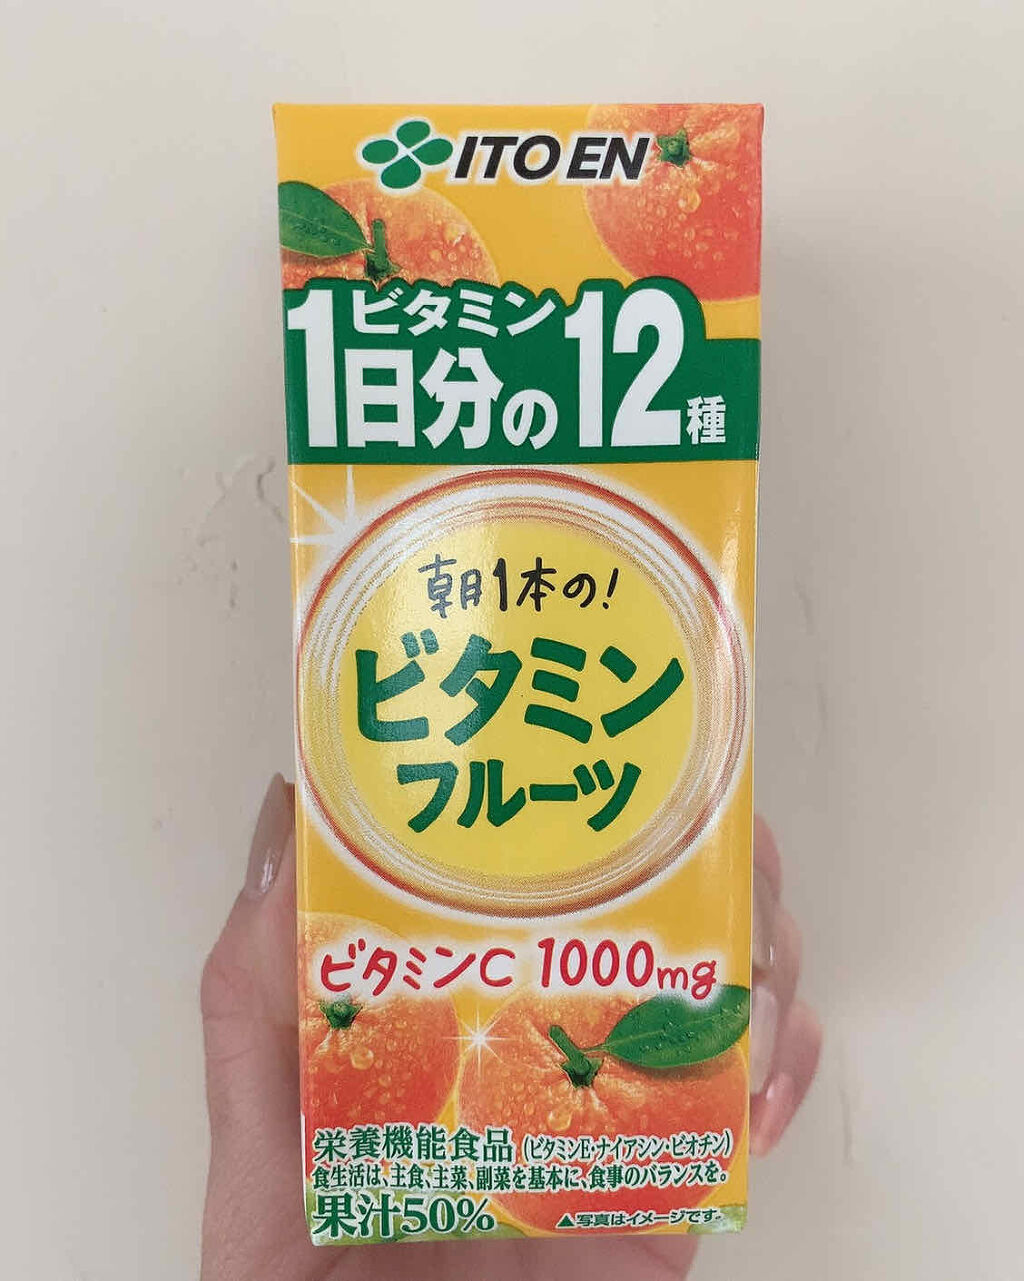 ITO EN
ビタミン
1日分の12種
朝1本の!
ビタミン
フルーツ
ビタミンC 1000mg
栄養機能食品(ビタミンE・ナイアシン・ビオチン)
食生活は、主食、主菜、副菜を基本に、食事のバランスを。
果汁50%
▲写真はイメージです。